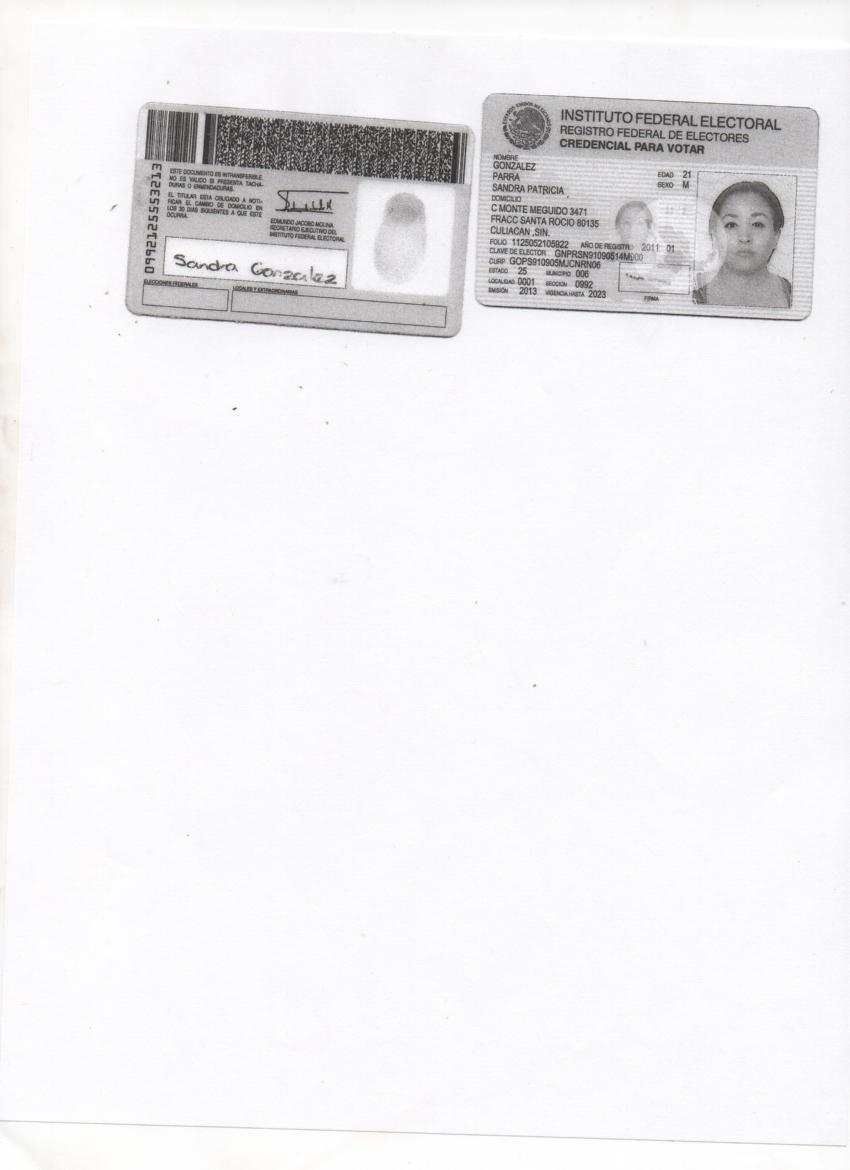 ESTE DOCUMENTO ES INTRANSFERIBLE.
NO ES VALIDO SI PRESENTA TACHA-
DURAS O ENMENDADURAS.
EL TITULAR ESTA OBLIGADO A NOTI-
FICAR EL CAMBIO DE DOMICILIO EN
LOS 30 DIAS SIGUIENTES A QUE ESTE
OCURRA.
EDMUNDO JACOBO MOLINA
SECRETARIO EJECUTIVO DEL
INSTITUTO FEDERAL ELECTORAL
0992125553213
Sandra Gonzalez
ELECCIONES FEDERALES
LOCALES Y EXTRAORDINARIAS
INSTITUTO FEDERAL ELECTORAL
REGISTRO FEDERAL DE ELECTORES
CREDENCIAL PARA VOTAR
NOMBRE
GONZALEZ
PARRA
SANDRA PATRICIA
EDAD 21
SEXO M
DOMICILIO
C MONTE MEGUIDO 3471
FRACC SANTA ROCIO 80135
CULIACAN ,SIN.
FOLIO 1125052105922 AÑO DE REGISTRO 2011 01
CLAVE DE ELECTOR GNPRSN91090514M900
CURP GOPS910905MJCNRN06
ESTADO 25 MUNICIPIO 006
LOCALIDAD 0001 SECCION 0992
EMISIÓN 2013 VIGENCIA HASTA 2023
FIRMA